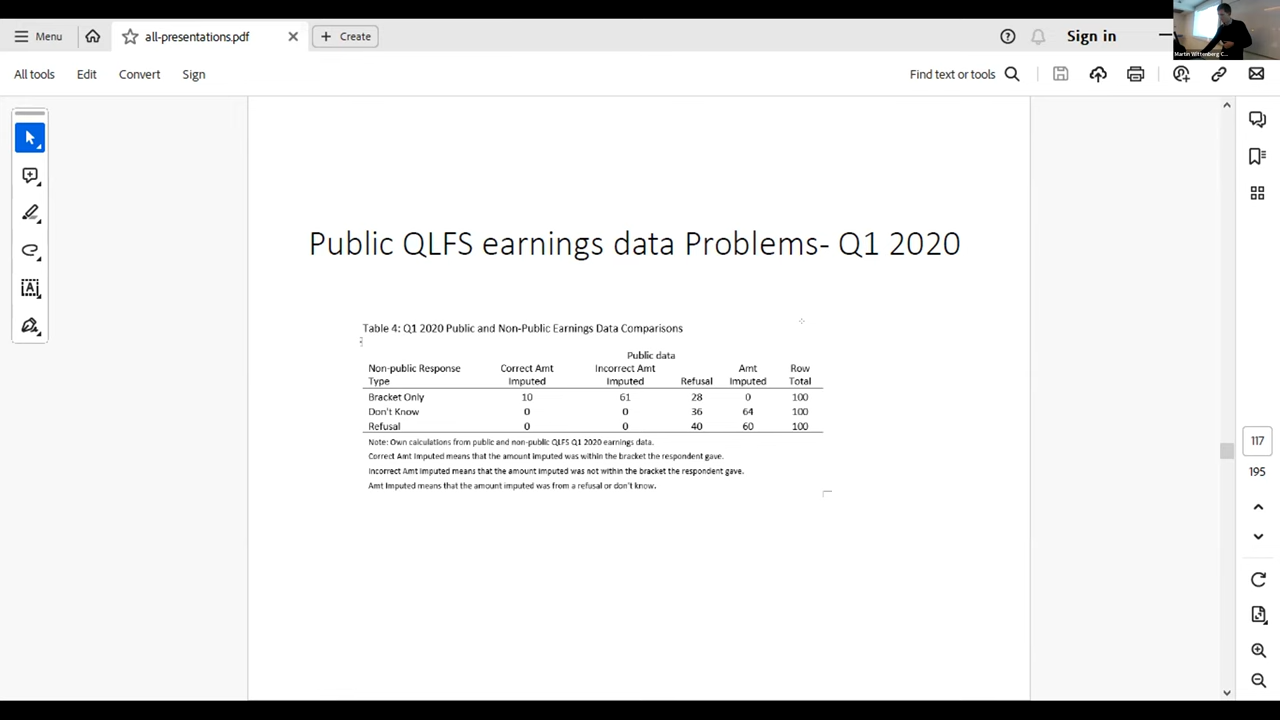 Menu
all-presentations.pdf
Create
Sign in
Martin Wittenberg C...
All tools
Edit
Convert
Sign
Find text or tools
Public QLFS earnings data Problems- Q1 2020
Table 4: Q1 2020 Public and Non-Public Earnings Data Comparisons
Public data
Non-public Response Correct Amt Incorrect Amt Amt Row
Type Imputed Imputed Refusal Imputed Total
Bracket Only 10 61 28 0 100
Don't Know 0 0 36 64 100
Refusal 0 0 40 60 100
Note: Own calculations from public and non-public QLFS Q1 2020 earnings data.
Correct Amt Imputed means that the amount imputed was within the bracket the respondent gave.
Incorrect Amt Imputed means that the amount imputed was not within the bracket the respondent gave.
Amt Imputed means that the amount imputed was from a refusal or don't know.
117
195